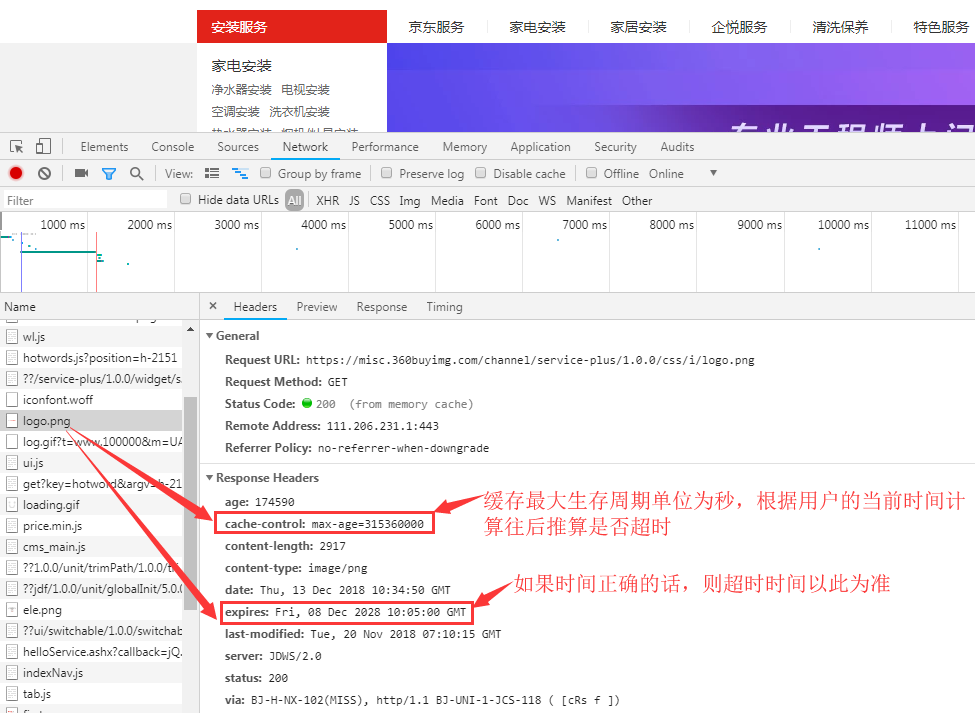 安装服务 京东服务 家电安装 家居安装 企悦服务 清洗保养 特色服务
家电安装
净水器安装 电视安装
空调安装 洗衣机安装
Elements Console Sources Network Performance Memory Application Security Audits
View: Group by frame Preserve log Disable cache Offline Online
Filter Hide data URLs All XHR JS CSS Img Media Font Doc WS Manifest Other
1000 ms 2000 ms 3000 ms 4000 ms 5000 ms 6000 ms 7000 ms 8000 ms 9000 ms 10000 ms 11000 ms
Name
wl.js
hotwords.js?position=h-2151
??/service-plus/1.0.0/widget/s
iconfont.woff
logo.png
log.gif?t=www.100000&m=UA
ui.js
get?key=hotword&argv=h-21
loading.gif
price.min.js
cms_main.js
??1.0.0/unit/trimPath/1.0.0/tri
??jdf/1.0.0/unit/globalInit/5.0.0
ele.png
??ui/switchable/1.0.0/switchab
helloService.ashx?callback=jQ
indexNav.js
tab.js
× Headers Preview Response Timing
General
Request URL: https://misc.360buyimg.com/channel/service-plus/1.0.0/css/i/logo.png
Request Method: GET
Status Code: 200 (from memory cache)
Remote Address: 111.206.231.1:443
Referrer Policy: no-referrer-when-downgrade
Response Headers
age: 174590
cache-control: max-age=315360000
content-length: 2917
content-type: image/png
date: Thu, 13 Dec 2018 10:34:50 GMT
expires: Fri, 08 Dec 2028 10:05:00 GMT
last-modified: Tue, 20 Nov 2018 07:10:15 GMT
server: JDWS/2.0
status: 200
via: BJ-H-NX-102(MISS), http/1.1 BJ-UNI-1-JCS-118 ( [cRs f ])
缓存最大生存周期单位为秒，根据用户的当前时间计
算往后推算是否超时
如果时间正确的话，则超时时间以此为准